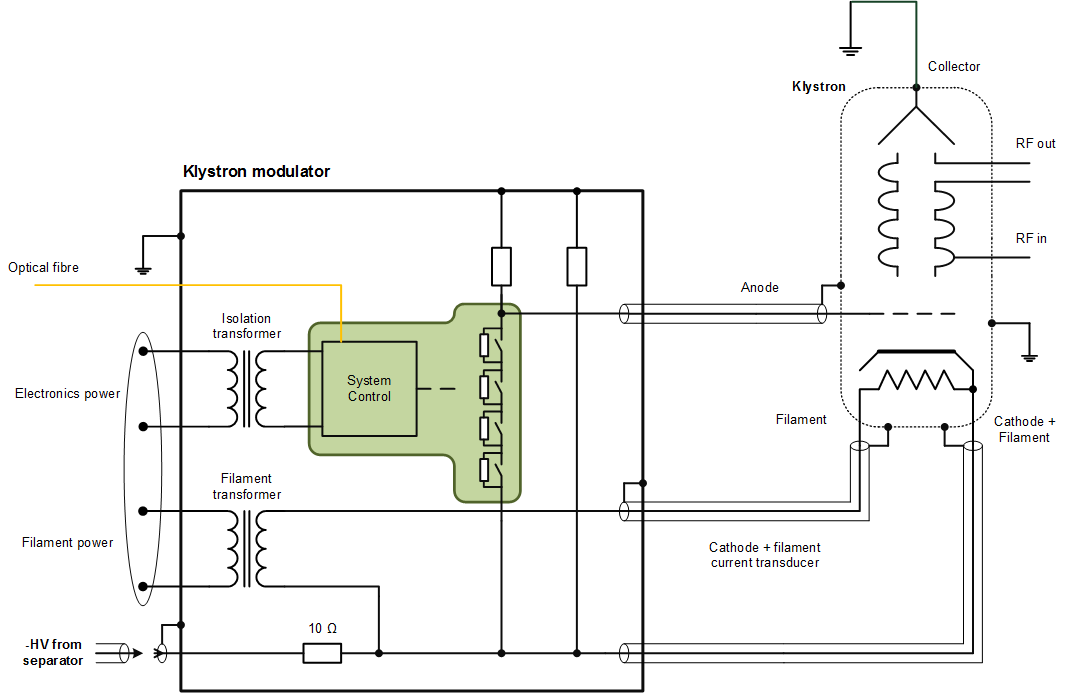 Collector
Klystron
RF out
Klystron modulator
RF in
Optical fibre
Anode
Isolation
transformer
System
Control
Electronics power
Filament
Cathode +
Filament
Filament
transformer
Filament power
Cathode + filament
current transducer
10 Ω
-HV from
separator